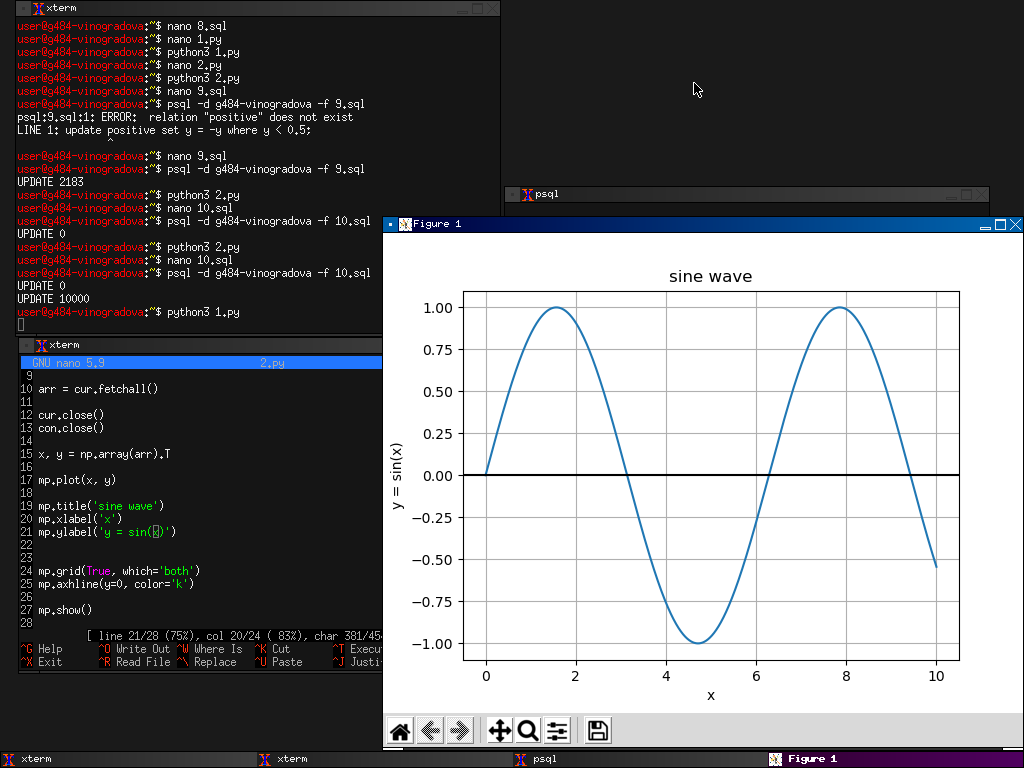 xterm
user@g484-vinogradova:~$ nano 8.sql
user@g484-vinogradova:~$ nano 1.py
user@g484-vinogradova:~$ python3 1.py
user@g484-vinogradova:~$ nano 2.py
user@g484-vinogradova:~$ python3 2.py
user@g484-vinogradova:~$ nano 9.sql
user@g484-vinogradova:~$ psql -d g484-vinogradova -f 9.sql
psql:9.sql:1: ERROR:  relation "positive" does not exist
LINE 1: update positive set y = -y where y < 0.5;
^
user@g484-vinogradova:~$ nano 9.sql
user@g484-vinogradova:~$ psql -d g484-vinogradova -f 9.sql
UPDATE 2183
user@g484-vinogradova:~$ python3 2.py
user@g484-vinogradova:~$ nano 10.sql
user@g484-vinogradova:~$ psql -d g484-vinogradova -f 10.sql
UPDATE 0
user@g484-vinogradova:~$ python3 2.py
user@g484-vinogradova:~$ nano 10.sql
user@g484-vinogradova:~$ psql -d g484-vinogradova -f 10.sql
UPDATE 0
UPDATE 10000
user@g484-vinogradova:~$ python3 1.py
psql
xterm
GNU nano 5.9 2.py
9
10 arr = cur.fetchall()
11
12 cur.close()
13 con.close()
14
15 x, y = np.array(arr).T
16
17 mp.plot(x, y)
18
19 mp.title('sine wave')
20 mp.xlabel('x')
21 mp.ylabel('y = sin(x)')
22
23
24 mp.grid(True, which='both')
25 mp.axhline(y=0, color='k')
26
27 mp.show()
28
[ line 21/28 (75%), col 20/24 ( 83%), char 381/45
^G Help ^O Write Out ^W Where Is ^K Cut ^T Execu
^X Exit ^R Read File ^\ Replace ^U Paste ^J Justi
Figure 1
sine wave
1.00
0.75
0.50
0.25
0.00
−0.25
−0.50
−0.75
−1.00
y = sin(x)
0 2 4 6 8 10
x
xterm xterm psql Figure 1